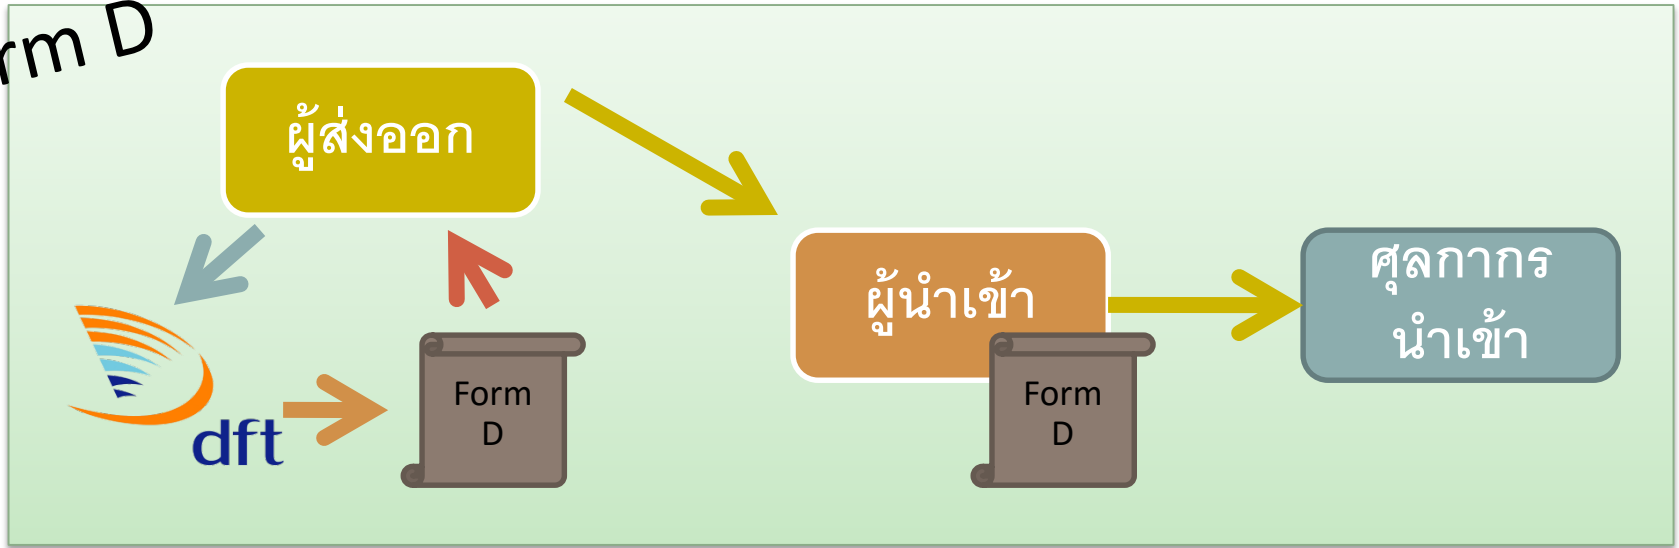 rm D
ผู้ส่งออก
ผู้นำเข้า
ศุลกากร
นำเข้า
Form
D
Form
D
dft